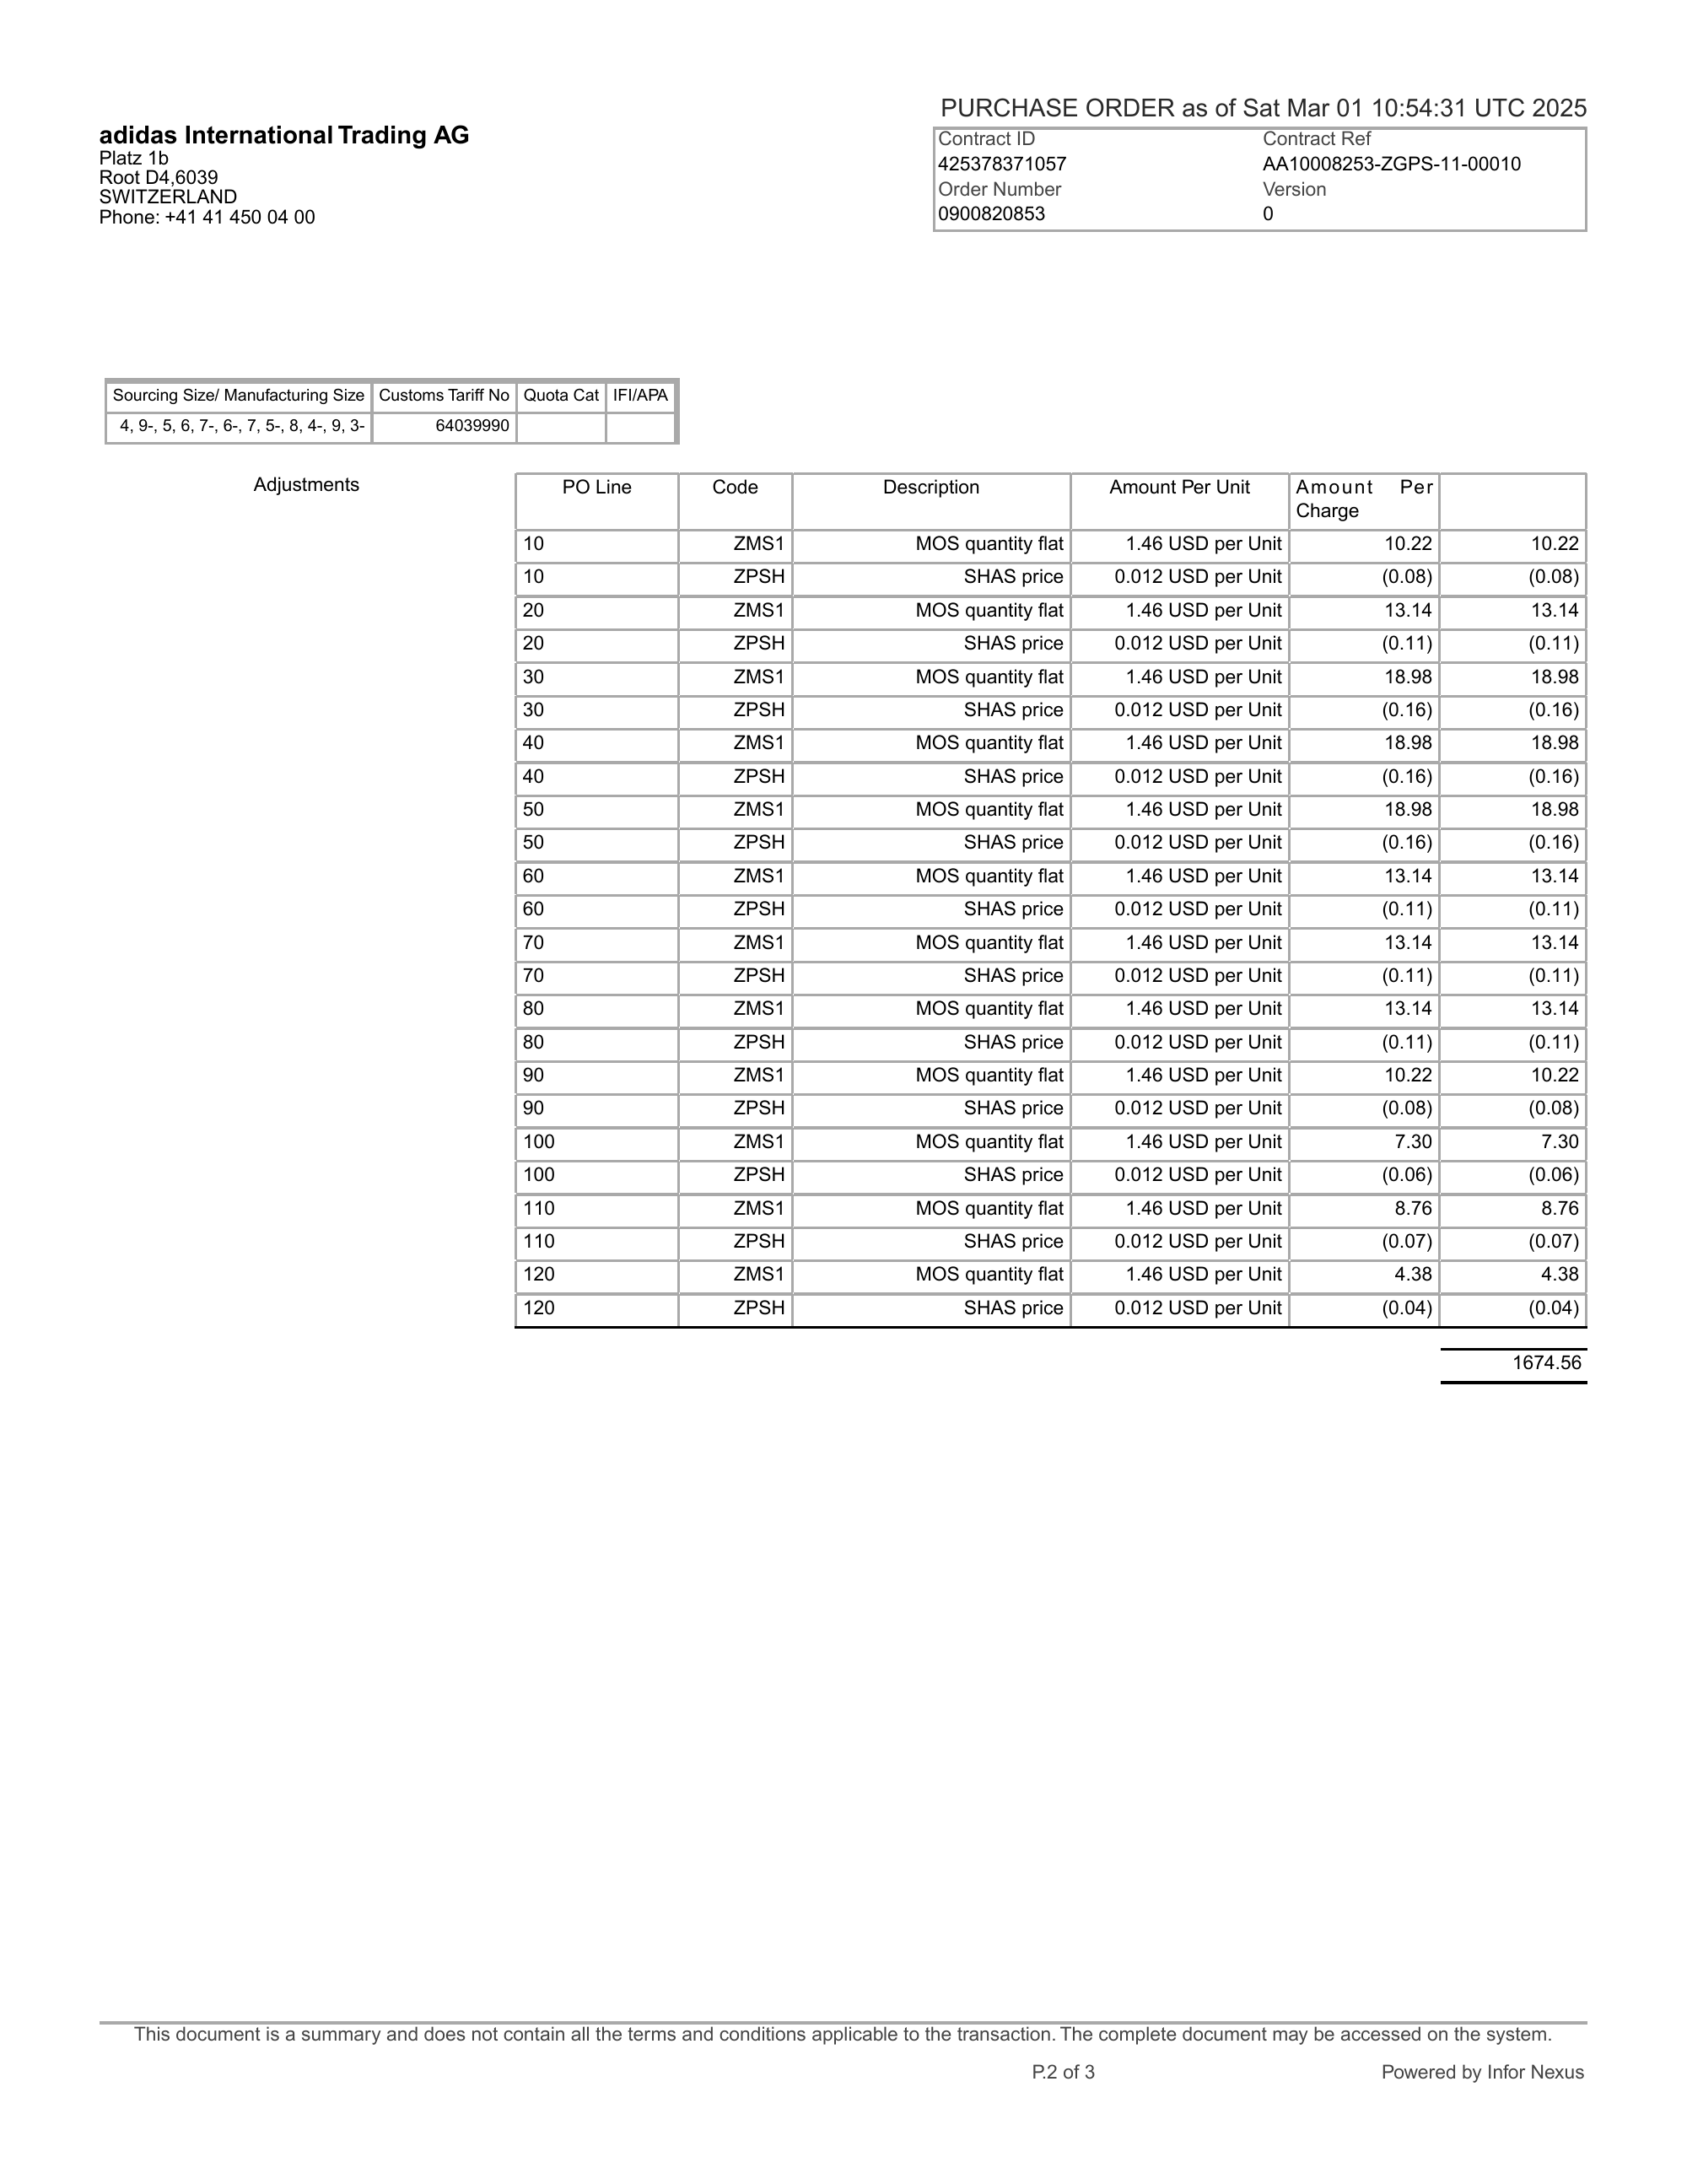 PURCHASE ORDER as of Sat Mar 01 10:54:31 UTC 2025
adidas International Trading AG
Platz 1b
Root D4,6039
SWITZERLAND
Phone: +41 41 450 04 00
Contract ID Contract Ref
425378371057 AA10008253-ZGPS-11-00010
Order Number Version
0900820853 0
Sourcing Size/ Manufacturing Size Customs Tariff No Quota Cat IFI/APA
4, 9-, 5, 6, 7-, 6-, 7, 5-, 8, 4-, 9, 3- 64039990
Adjustments
PO Line Code Description Amount Per Unit Amount Per
Charge
10 ZMS1 MOS quantity flat 1.46 USD per Unit 10.22 10.22
10 ZPSH SHAS price 0.012 USD per Unit (0.08) (0.08)
20 ZMS1 MOS quantity flat 1.46 USD per Unit 13.14 13.14
20 ZPSH SHAS price 0.012 USD per Unit (0.11) (0.11)
30 ZMS1 MOS quantity flat 1.46 USD per Unit 18.98 18.98
30 ZPSH SHAS price 0.012 USD per Unit (0.16) (0.16)
40 ZMS1 MOS quantity flat 1.46 USD per Unit 18.98 18.98
40 ZPSH SHAS price 0.012 USD per Unit (0.16) (0.16)
50 ZMS1 MOS quantity flat 1.46 USD per Unit 18.98 18.98
50 ZPSH SHAS price 0.012 USD per Unit (0.16) (0.16)
60 ZMS1 MOS quantity flat 1.46 USD per Unit 13.14 13.14
60 ZPSH SHAS price 0.012 USD per Unit (0.11) (0.11)
70 ZMS1 MOS quantity flat 1.46 USD per Unit 13.14 13.14
70 ZPSH SHAS price 0.012 USD per Unit (0.11) (0.11)
80 ZMS1 MOS quantity flat 1.46 USD per Unit 13.14 13.14
80 ZPSH SHAS price 0.012 USD per Unit (0.11) (0.11)
90 ZMS1 MOS quantity flat 1.46 USD per Unit 10.22 10.22
90 ZPSH SHAS price 0.012 USD per Unit (0.08) (0.08)
100 ZMS1 MOS quantity flat 1.46 USD per Unit 7.30 7.30
100 ZPSH SHAS price 0.012 USD per Unit (0.06) (0.06)
110 ZMS1 MOS quantity flat 1.46 USD per Unit 8.76 8.76
110 ZPSH SHAS price 0.012 USD per Unit (0.07) (0.07)
120 ZMS1 MOS quantity flat 1.46 USD per Unit 4.38 4.38
120 ZPSH SHAS price 0.012 USD per Unit (0.04) (0.04)
1674.56
This document is a summary and does not contain all the terms and conditions applicable to the transaction. The complete document may be accessed on the system.
P.2 of 3 Powered by Infor Nexus